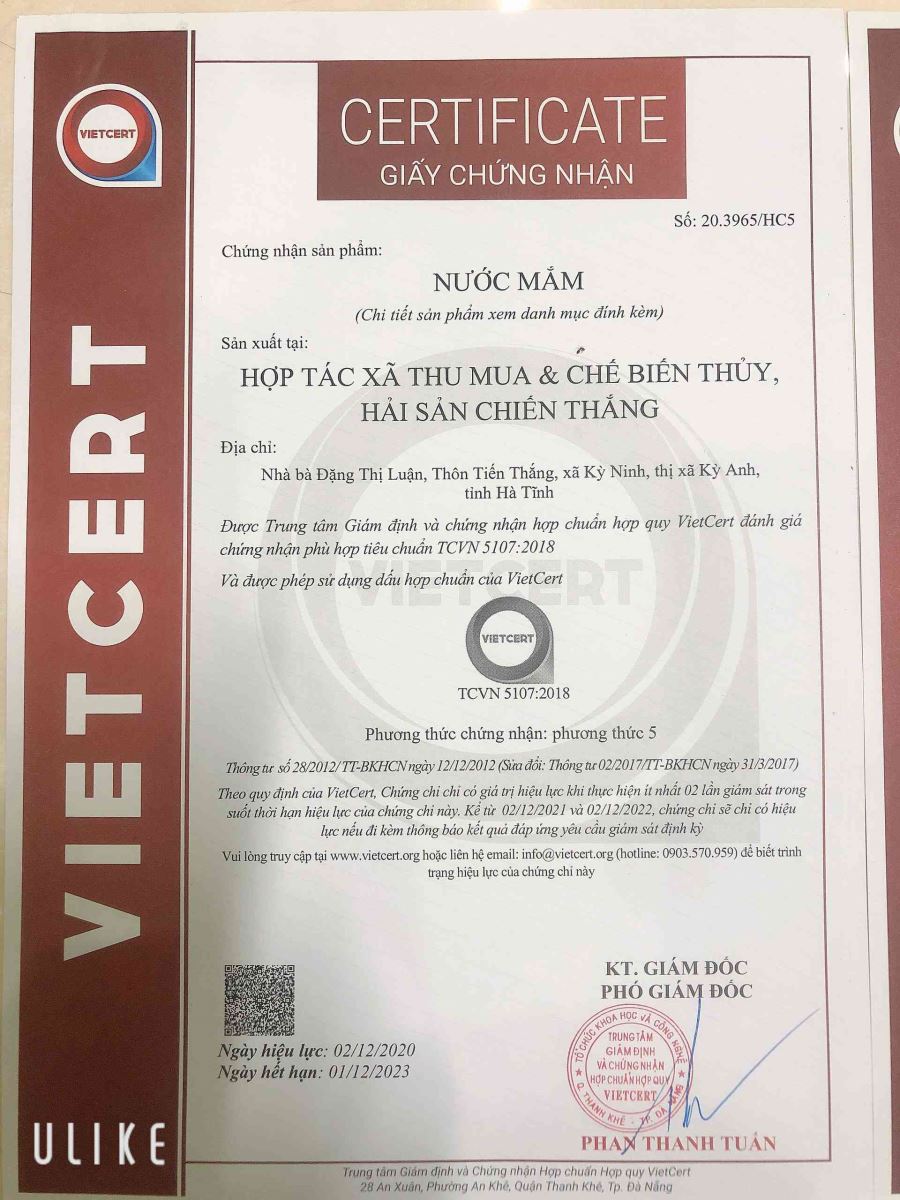 VIETCERT
VIETCERT
CERTIFICATE
GIẤY CHỨNG NHẬN
Số: 20.3965/HC5
Chứng nhận sản phẩm:
NƯỚC MẮM
(Chi tiết sản phẩm xem danh mục đính kèm)
Sản xuất tại:
HỢP TÁC XÃ THU MUA & CHẾ BIẾN THỦY,
HẢI SẢN CHIẾN THẮNG
Địa chỉ:
Nhà bà Đặng Thị Luận, Thôn Tiến Thắng, xã Kỳ Ninh, thị xã Kỳ Anh,
tỉnh Hà Tĩnh
Được Trung tâm Giám định và chứng nhận hợp chuẩn hợp quy VietCert đánh giá
chứng nhận phù hợp tiêu chuẩn TCVN 5107:2018
Và được phép sử dụng dấu hợp chuẩn của VietCert
VIETCERT
VIETCERT
TCVN 5107:2018
Phương thức chứng nhận: phương thức 5
Thông tư số 28/2012/ TT-BKHCN ngày 12/12/2012 (Sửa đổi: Thông tư 02/2017/TT-BKHCN ngày 31/3/2017)
Theo quy định của VietCert, Chứng chỉ chỉ có giá trị hiệu lực khi thực hiện ít nhất 02 lần giám sát trong
suốt thời hạn hiệu lực của chứng chỉ này. Kể từ 02/12/2021 và 02/12/2022, chứng chỉ sẽ chỉ có hiệu
lực nếu đi kèm thông báo kết quả đáp ứng yêu cầu giám sát định kỳ
Vui lòng truy cập tại www.vietcert.org hoặc liên hệ email: info@vietcert.org (hotline: 0903.570.959) để biết trình
trạng hiệu lực của chứng chỉ này
KT. GIÁM ĐỐC
PHÓ GIÁM ĐỐC
Ngày hiệu lực: 02/12/2020
Ngày hết hạn: 01/12/2023
TỔ CHỨC KHOA HỌC VÀ CÔNG NGHỆ
TRUNG TÂM
GIÁM ĐỊNH
VÀ CHỨNG NHẬN
HỢP CHUẨN HỢP QUY
VIETCERT
Q. THANH KHÊ - TP. ĐÀ NẴNG
PHAN THANH TUẤN
ULIKE
Trung tâm Giám định và Chứng nhận Hợp chuẩn Hợp quy VietCert
28 An Xuân, Phường An Khê, Quận Thanh Khê, Tp. Đà Nẵng